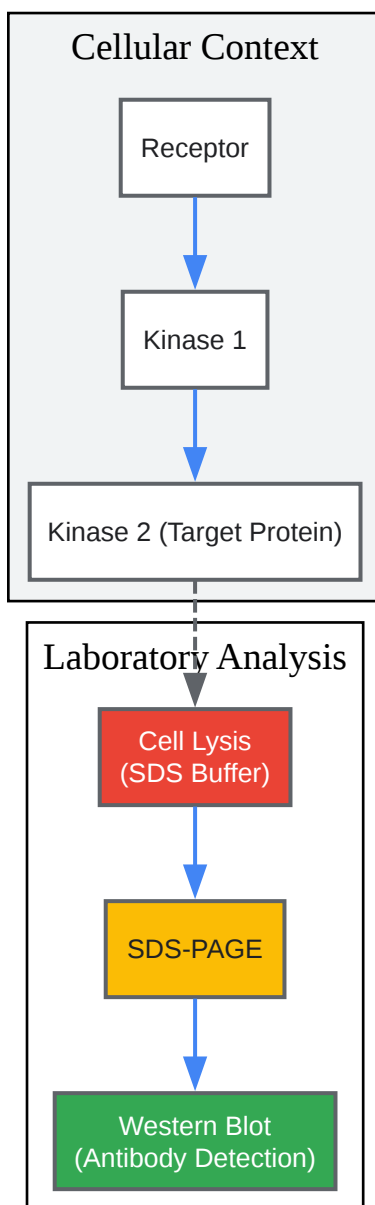 Cellular Context
Receptor
Kinase 1
Kinase 2 (Target Protein)
Laboratory Analysis
Cell Lysis
(SDS Buffer)
SDS-PAGE
Western Blot
(Antibody Detection)